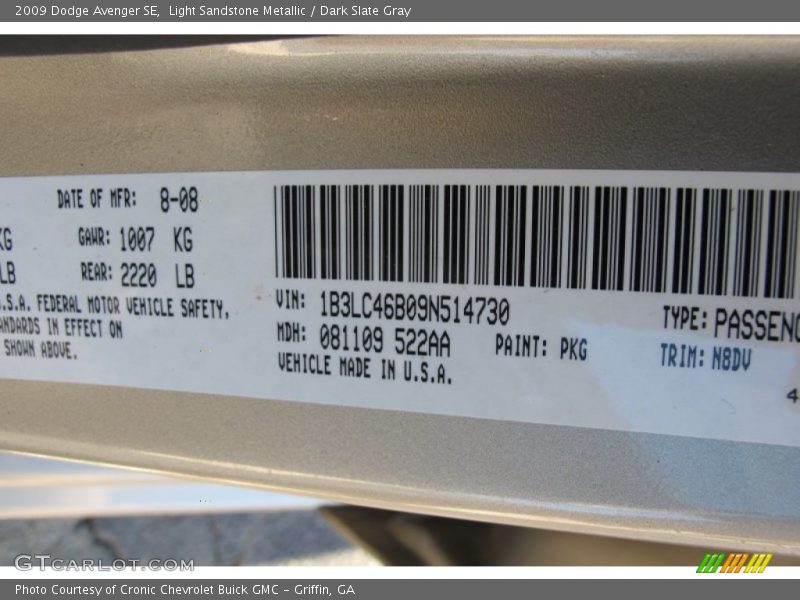 2009 Dodge Avenger SE, Light Sandstone Metallic / Dark Slate Gray
DATE OF MFR: 8-08
KG GAWR: 1007 KG
LB REAR: 2220 LB
.S.A. FEDERAL MOTOR VEHICLE SAFETY,
ANDARDS IN EFFECT ON
SHOWN ABOVE.
VIN: 1B3LC46B09N514730
TYPE: PASSENG
MDH: 081109 522AA
PAINT: PKG
TRIM: N8DV
VEHICLE MADE IN U.S.A.
4
GTCARLOT.COM
Photo Courtesy of Cronic Chevrolet Buick GMC - Griffin, GA